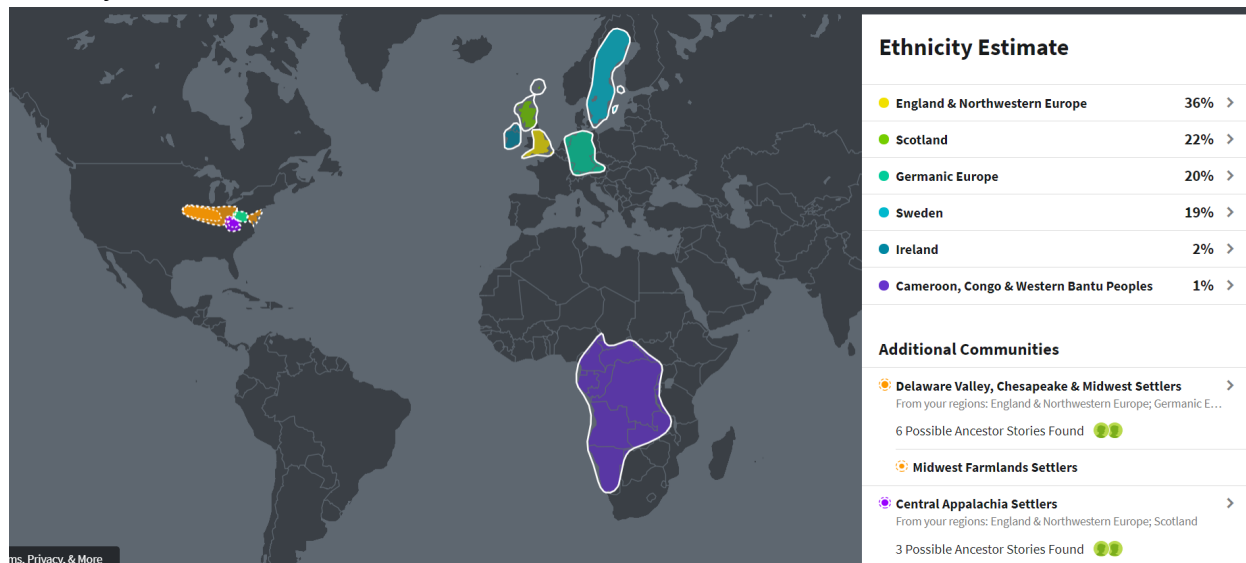 Ethnicity Estimate
England & Northwestern Europe 36%
Scotland 22%
Germanic Europe 20%
Sweden 19%
Ireland 2%
Cameroon, Congo & Western Bantu Peoples 1%
Additional Communities
Delaware Valley, Chesapeake & Midwest Settlers
From your regions: England & Northwestern Europe; Germanic E...
6 Possible Ancestor Stories Found
Midwest Farmlands Settlers
Central Appalachia Settlers
From your regions: England & Northwestern Europe; Scotland
3 Possible Ancestor Stories Found
ms, Privacy, & More